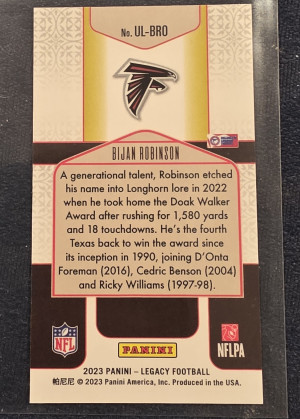 No. UL-BRO
BIJAN ROBINSON
A generational talent, Robinson etched
his name into Longhorn lore in 2022
when he took home the Doak Walker
Award after rushing for 1,580 yards
and 18 touchdowns. He's the fourth
Texas back to win the award since
its inception in 1990, joining D'Onta
Foreman (2016), Cedric Benson (2004)
and Ricky Williams (1997-98).
NFL
PANINI
NFLPA
2023 PANINI – LEGACY FOOTBALL
帕尼尼 © 2023 Panini America, Inc. Produced in the USA.